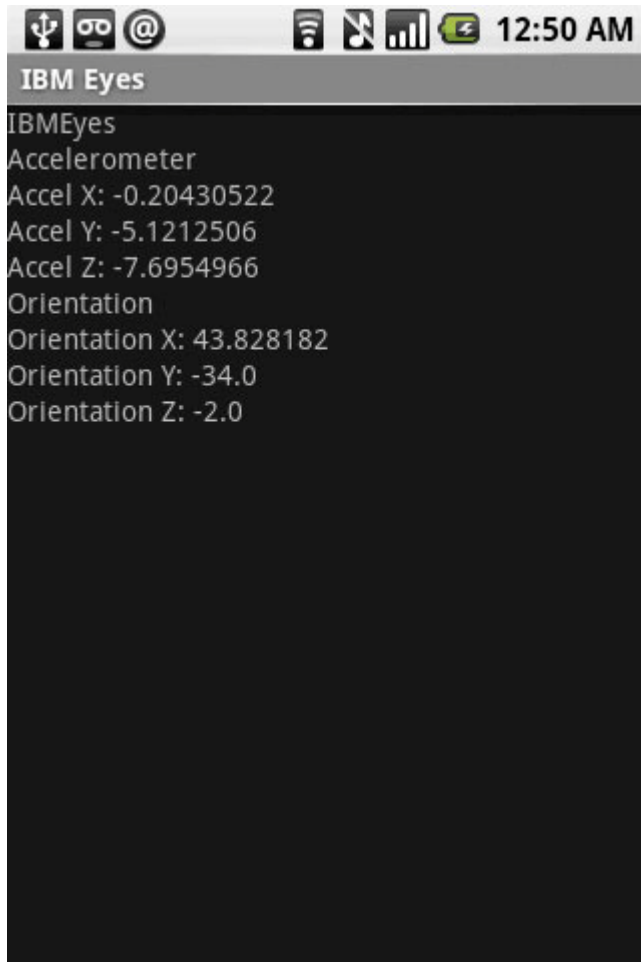 @ 12:50 AM
IBM Eyes
IBMEyes
Accelerometer
Accel X: -0.20430522
Accel Y: -5.1212506
Accel Z: -7.6954966
Orientation
Orientation X: 43.828182
Orientation Y: -34.0
Orientation Z: -2.0